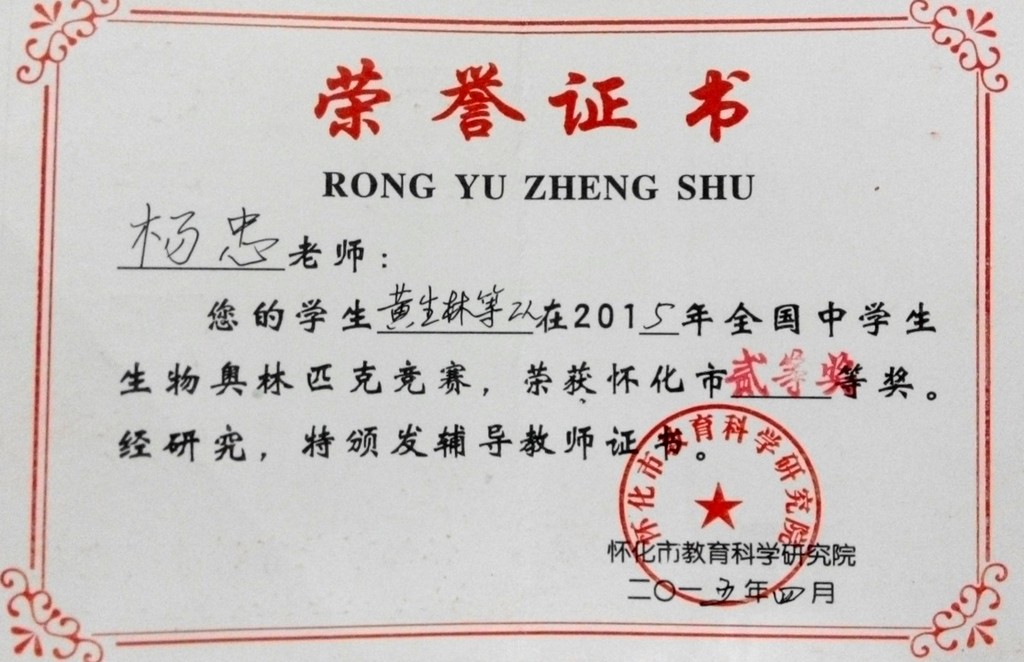 荣誉证书
RONG YU ZHENG SHU
杨忠老师:
您的学生黄生林等以在2015年全国中学生
生物奥林匹克竞赛,荣获怀化市贰等奖等奖。
经研究,特颁发辅导教师证书。
怀化市教育科学研究院
怀化市教育科学研究院
二〇一五年四月